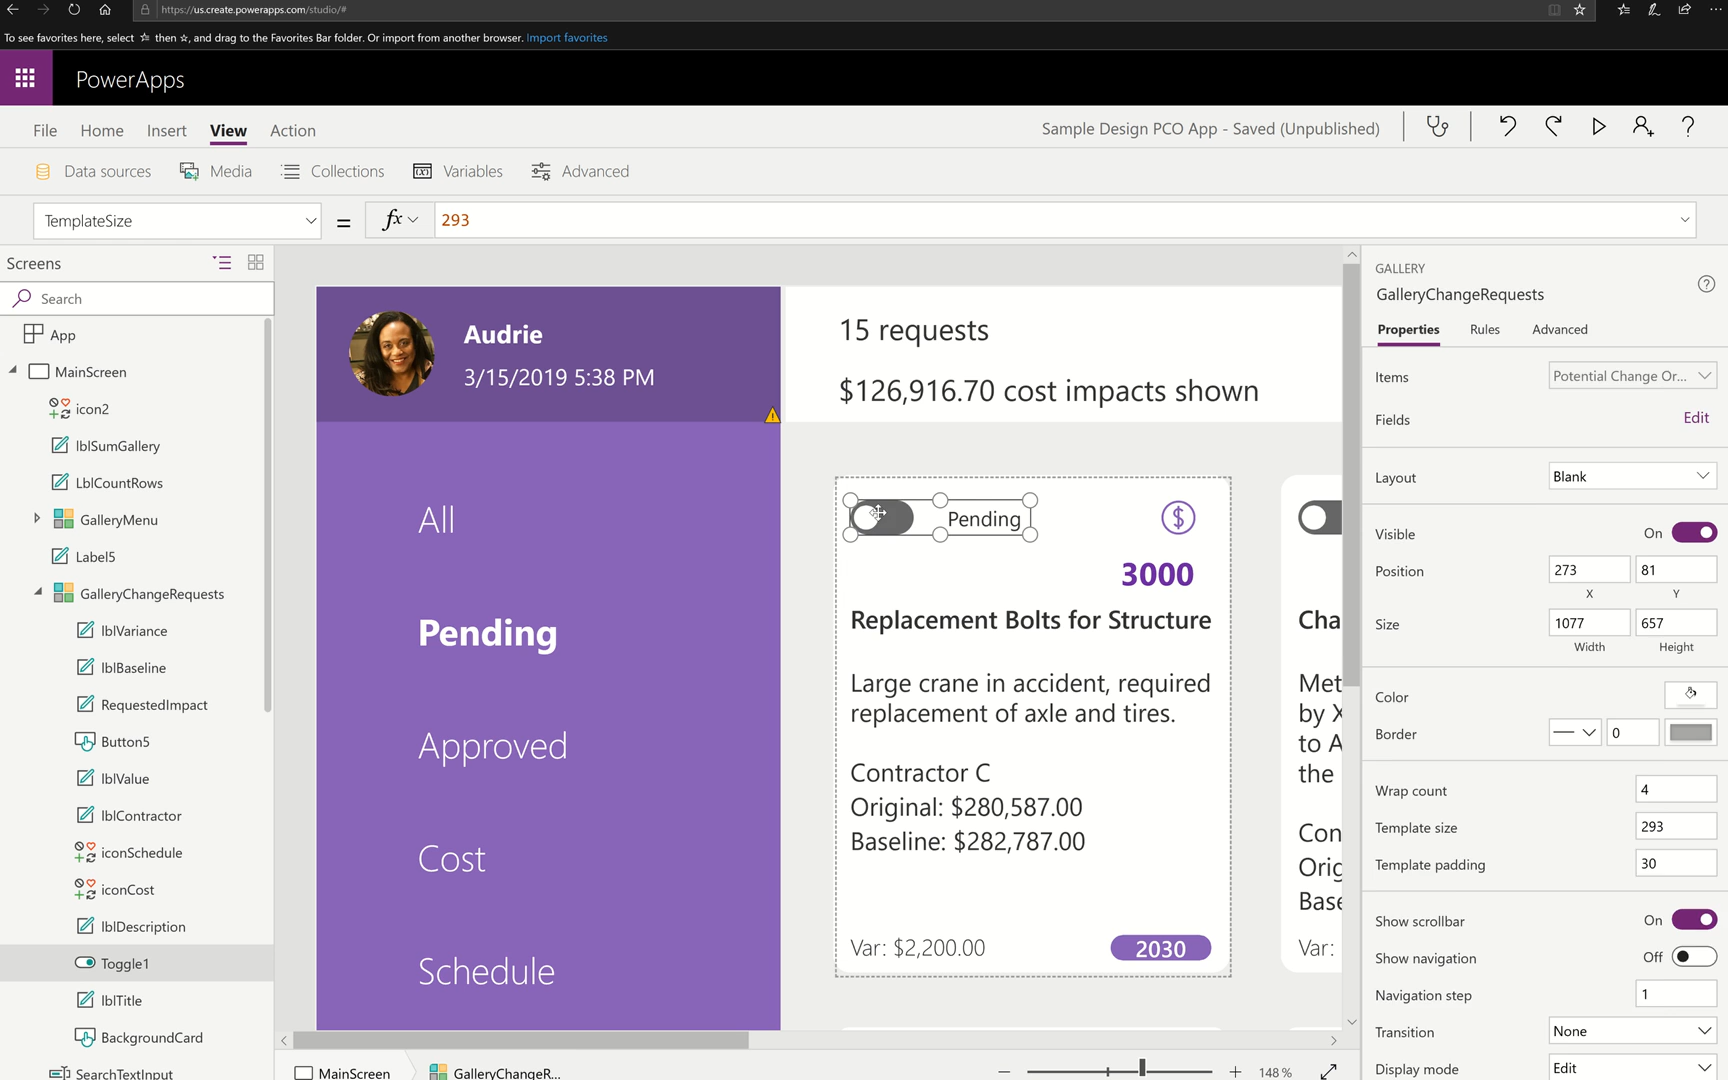 https://us.create.powerapps.com/studio/#
To see favorites here, select then ☆, and drag to the Favorites Bar folder. Or import from another browser. Import favorites
PowerApps
File Home Insert View Action
Sample Design PCO App - Saved (Unpublished)
?
Data sources Media Collections Variables Advanced
TemplateSize = fx 293
Screens
Search
App
MainScreen
icon2
lblSumGallery
LblCountRows
GalleryMenu
Label5
GalleryChangeRequests
lblVariance
lblBaseline
RequestedImpact
Button5
lblValue
lblContractor
iconSchedule
iconCost
lblDescription
Toggle1
lblTitle
BackgroundCard
SearchTextInput
Audrie
3/15/2019 5:38 PM
All
Pending
Approved
Cost
Schedule
15 requests
$126,916.70 cost impacts shown
Pending
$
3000
Replacement Bolts for Structure
Large crane in accident, required
replacement of axle and tires.
Contractor C
Original: $280,587.00
Baseline: $282,787.00
Var: $2,200.00
2030
Cha
Met
by X
to A
the
Con
Orig
Base
Var:
MainScreen GalleryChangeR...
148 %
GALLERY
GalleryChangeRequests
?
Properties Rules Advanced
Items Potential Change Or...
Fields Edit
Layout Blank
Visible On
Position 273 81
X Y
Size 1077 657
Width Height
Color
Border 0
Wrap count 4
Template size 293
Template padding 30
Show scrollbar On
Show navigation Off
Navigation step 1
Transition None
Display mode Edit